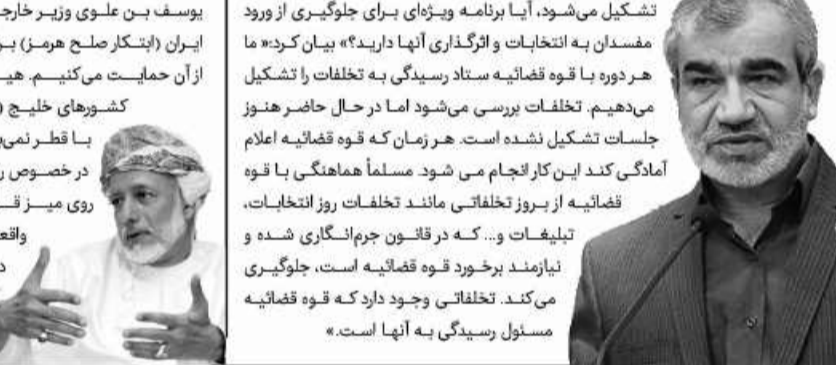 تشکیل می‌شود، آیا برنامه ویژه‌ای برای جلوگیری از ورود
مفسدان به انتخابات و اثرگذاری آنها دارید؟» بیان کرد:« ما
هر دوره با قوه قضائیه ستاد رسیدگی به تخلفات را تشکیل
می‌دهیم. تخلفات بررسی می‌شود اما در حال حاضر هنوز
جلسات تشکیل نشده است. هر زمان که قوه قضائیه اعلام
آمادگی کند این کار انجام می شود. مسلماً هماهنگی با قوه
قضائیه از بروز تخلفاتی مانند تخلفات روز انتخابات،
تبلیغات و... که در قانون جرم‌انگاری شده و
نیازمند برخورد قوه قضائیه است، جلوگیری
می‌کند. تخلفاتی وجود دارد که قوه قضائیه
مسئول رسیدگی به آنها است.»
یوسف بن علوی وزیر
ایران (ابتکار صلح هرمز)
از آن حمایت می‌کنیم.
کشورهای خلیج
با قطر
در خصوص
روی میز